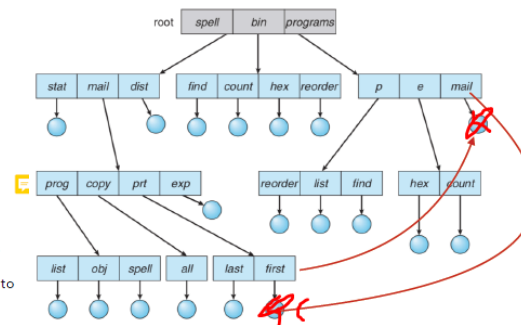 root spell bin programs
stat mail dist find count hex reorder p e mail
prog copy prt exp reorder list find hex count
list obj spell all last first
to